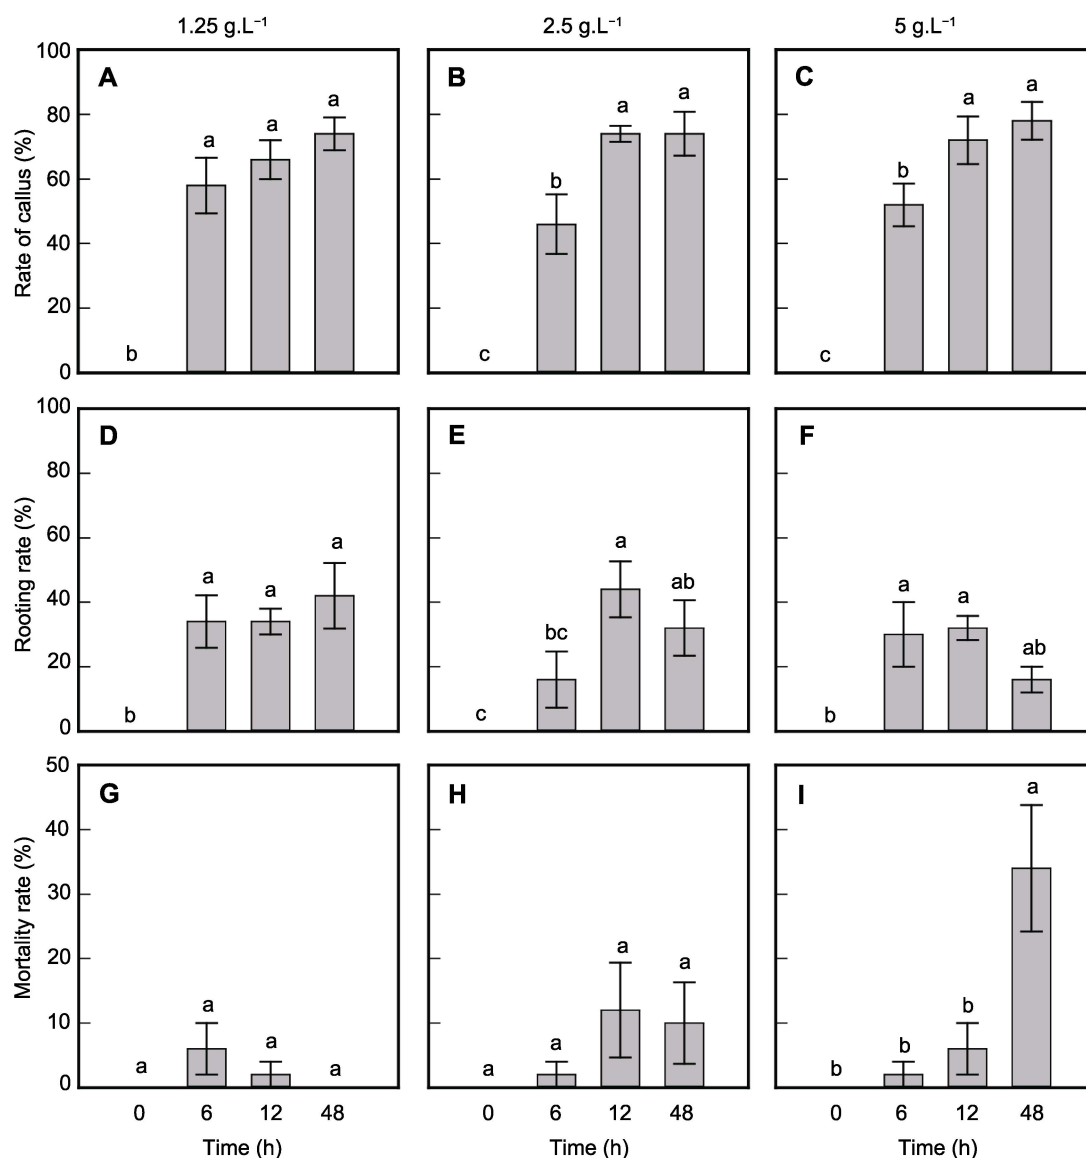 1.25 g.L⁻¹ 2.5 g.L⁻¹ 5 g.L⁻¹
Rate of callus (%)
100
80
60
40
20
0
A
b a a a
B
c b a a
C
c b a a
Rooting rate (%)
100
80
60
40
20
0
D
b a a a
E
c bc a ab
F
b a a ab
Mortality rate (%)
50
40
30
20
10
0
G
a a a a
H
a a a a
I
b b b a
0 6 12 48 0 6 12 48 0 6 12 48
Time (h) Time (h) Time (h)